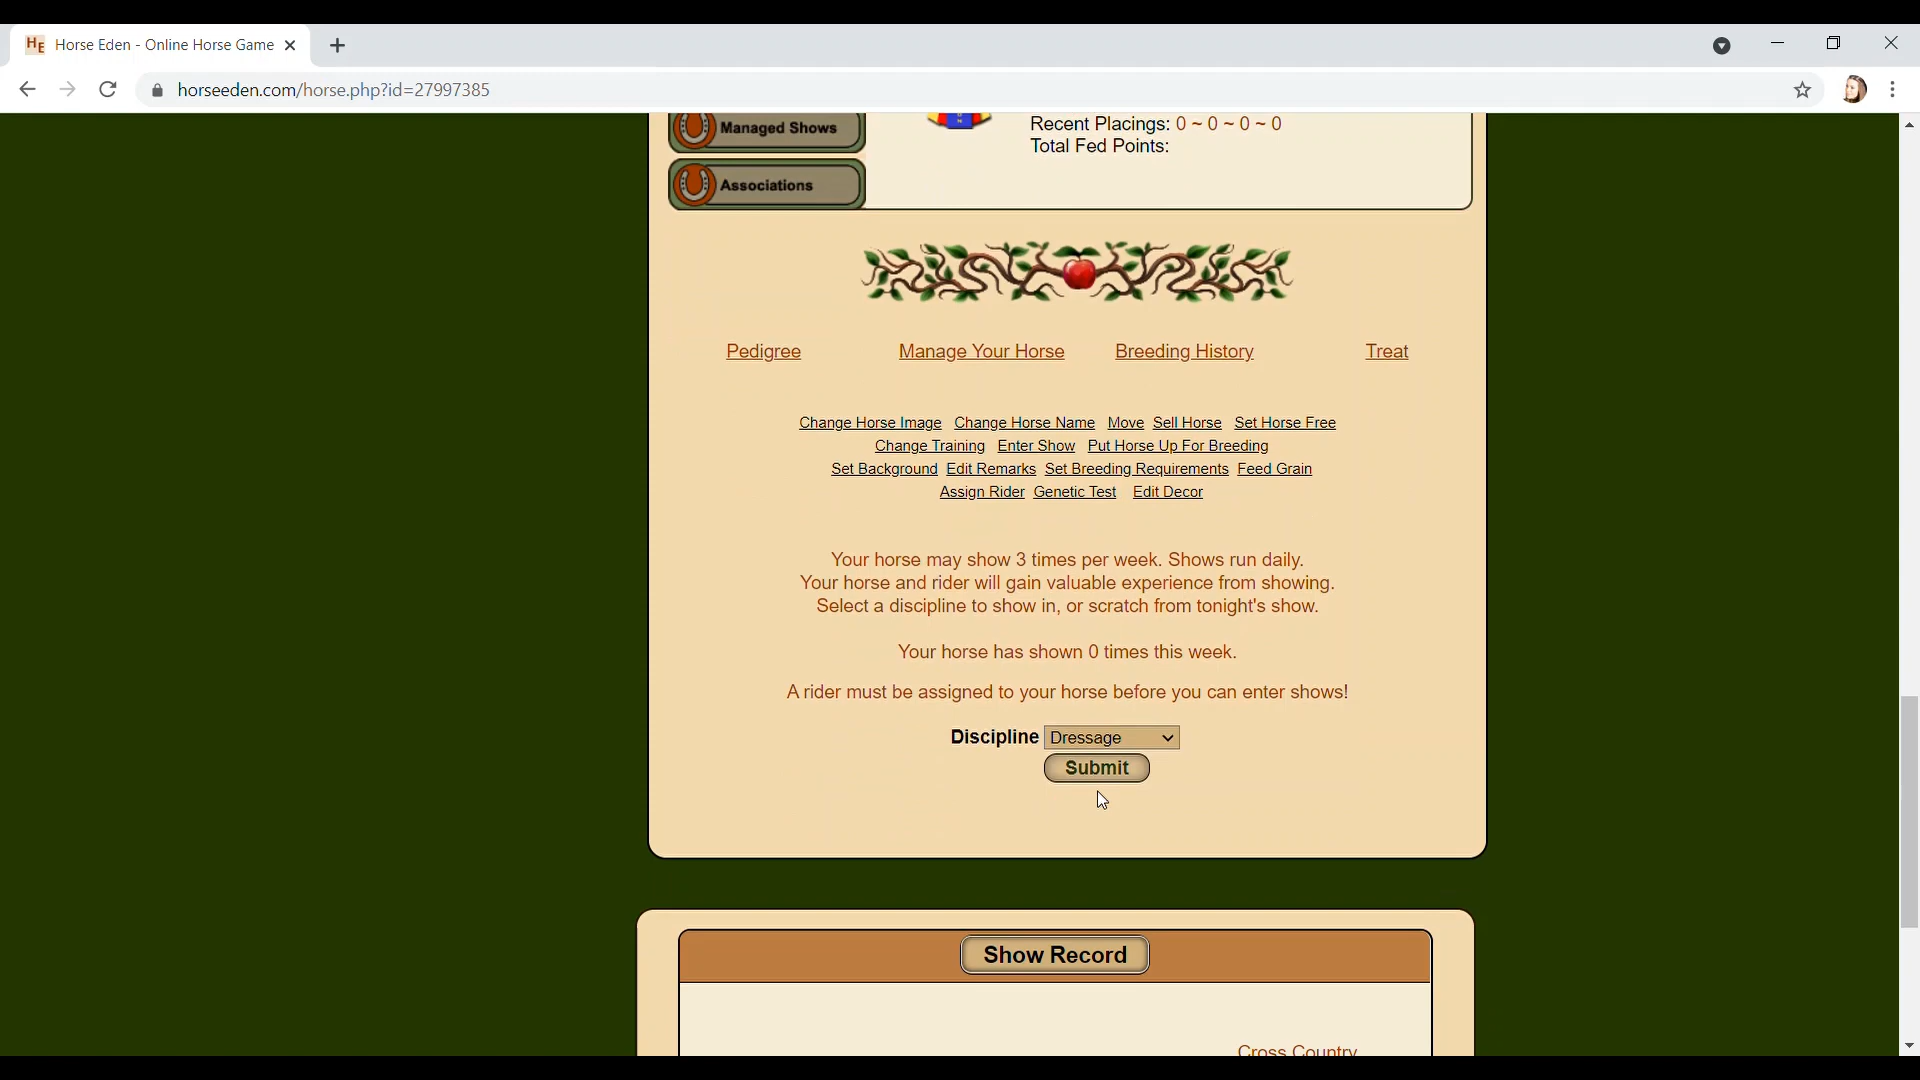 HE Horse Eden - Online Horse Game
horseeden.com/horse.php?id=27997385
Managed Shows
Recent Placings: 0 ~ 0 ~ 0 ~ 0
Total Fed Points:
Associations
Pedigree Manage Your Horse Breeding History Treat
Change Horse Image Change Horse Name Move Sell Horse Set Horse Free
Change Training Enter Show Put Horse Up For Breeding
Set Background Edit Remarks Set Breeding Requirements Feed Grain
Assign Rider Genetic Test Edit Decor
Your horse may show 3 times per week. Shows run daily.
Your horse and rider will gain valuable experience from showing.
Select a discipline to show in, or scratch from tonight's show.
Your horse has shown 0 times this week.
A rider must be assigned to your horse before you can enter shows!
Discipline Dressage
Submit
Show Record
Cross Country